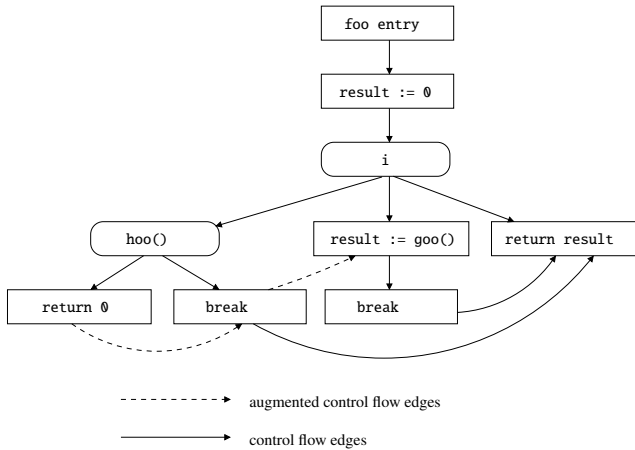 foo entry
result := 0
i
hoo()
result := goo()
return result
return 0
break
break
augmented control flow edges
control flow edges